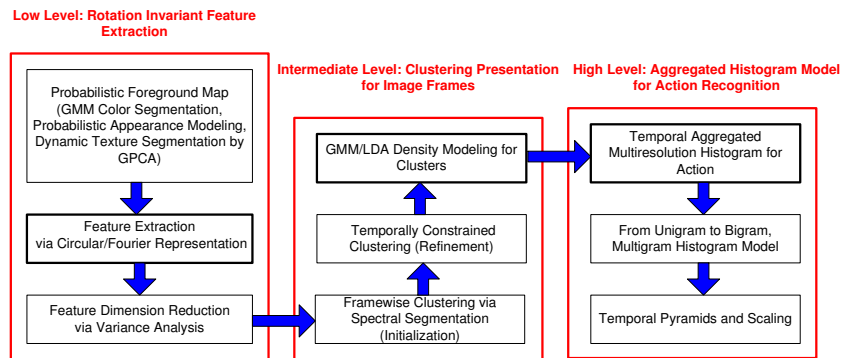 Low Level: Rotation Invariant Feature
Extraction
Probabilistic Foreground Map
(GMM Color Segmentation,
Probabilistic Appearance Modeling,
Dynamic Texture Segmentation by
GPCA)
Feature Extraction
via Circular/Fourier Representation
Feature Dimension Reduction
via Variance Analysis
Intermediate Level: Clustering Presentation
for Image Frames
GMM/LDA Density Modeling for
Clusters
Temporally Constrained
Clustering (Refinement)
Framewise Clustering via
Spectral Segmentation
(Initialization)
High Level: Aggregated Histogram Model
for Action Recognition
Temporal Aggregated
Multiresolution Histogram for
Action
From Unigram to Bigram,
Multigram Histogram Model
Temporal Pyramids and Scaling